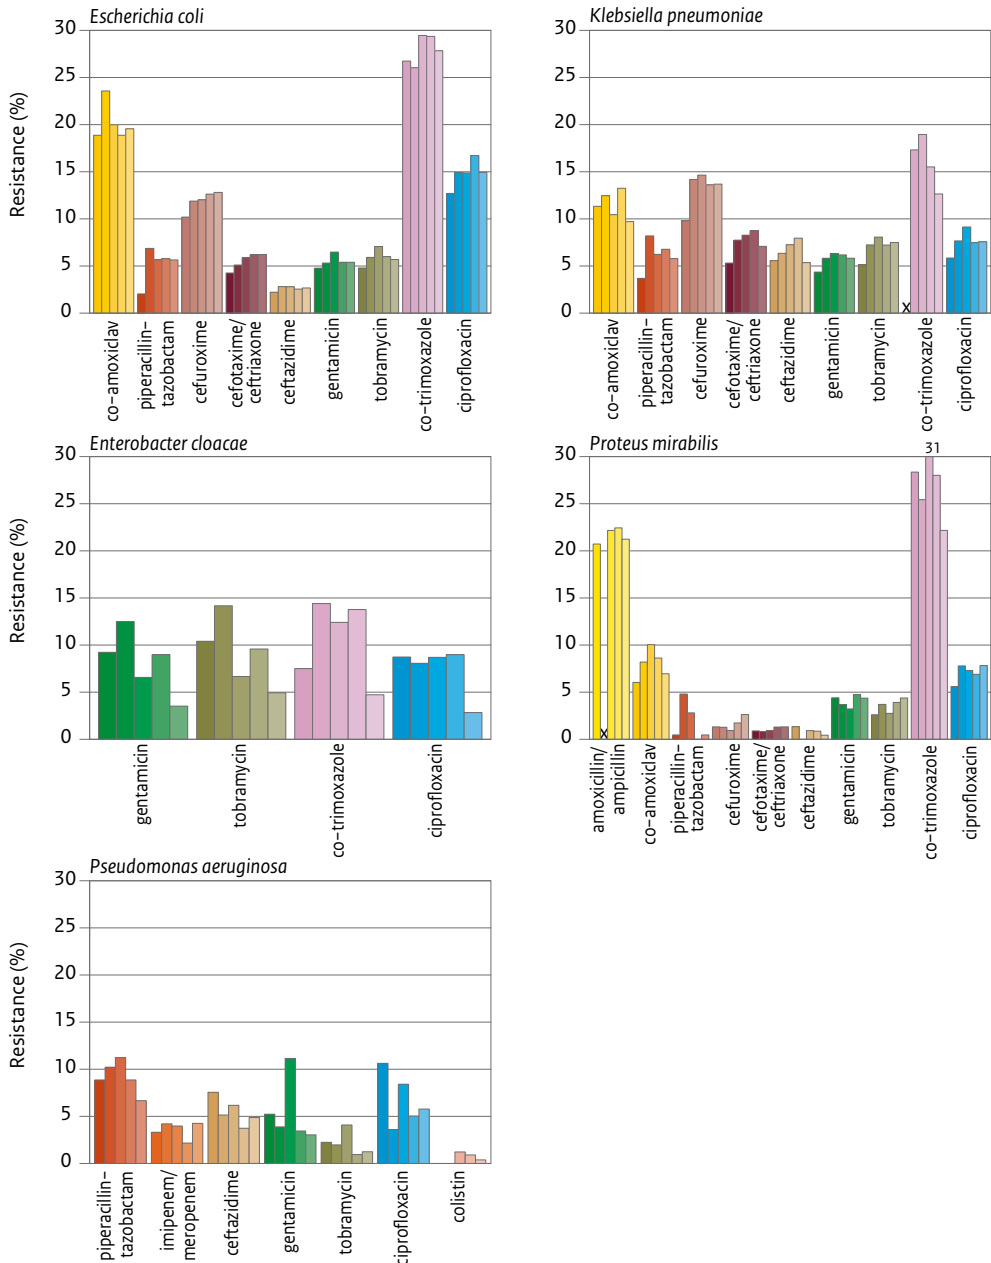 Escherichia coli
Resistance (%)
30
25
20
15
10
5
0
co-amoxiclav
piperacillin–
tazobactam
cefuroxime
cefotaxime/
ceftriaxone
ceftazidime
gentamicin
tobramycin
co-trimoxazole
ciprofloxacin
Klebsiella pneumoniae
30
25
20
15
10
5
0
x
co-amoxiclav
piperacillin–
tazobactam
cefuroxime
cefotaxime/
ceftriaxone
ceftazidime
gentamicin
tobramycin
co-trimoxazole
ciprofloxacin
Enterobacter cloacae
Resistance (%)
30
25
20
15
10
5
0
gentamicin
tobramycin
co-trimoxazole
ciprofloxacin
Proteus mirabilis
31
30
25
20
15
10
5
0
x
amoxicillin/
ampicillin
co-amoxiclav
piperacillin–
tazobactam
cefuroxime
cefotaxime/
ceftriaxone
ceftazidime
gentamicin
tobramycin
co-trimoxazole
ciprofloxacin
Pseudomonas aeruginosa
Resistance (%)
30
25
20
15
10
5
0
piperacillin–
tazobactam
imipenem/
meropenem
ceftazidime
gentamicin
tobramycin
ciprofloxacin
colistin